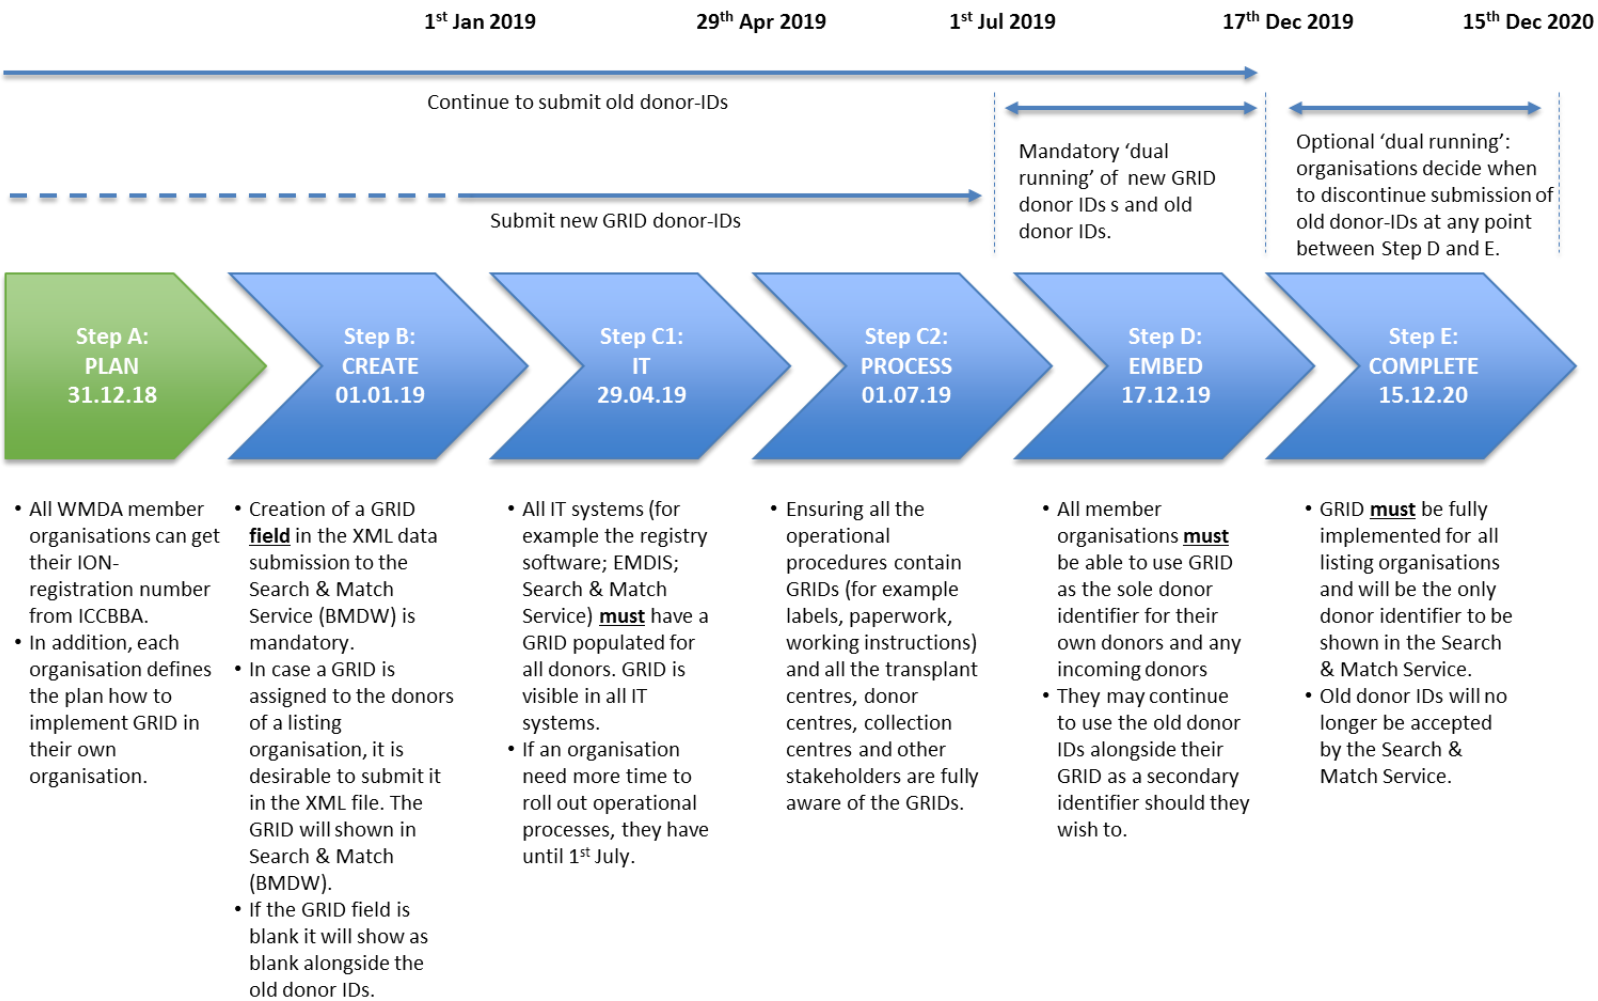 1st Jan 2019
29th Apr 2019
1st Jul 2019
17th Dec 2019
15th Dec 2020
Continue to submit old donor-IDs
Submit new GRID donor-IDs
Mandatory ‘dual
running’ of new GRID
donor IDs s and old
donor IDs.
Optional ‘dual running’:
organisations decide when
to discontinue submission of
old donor-IDs at any point
between Step D and E.
Step A:
PLAN
31.12.18
Step B:
CREATE
01.01.19
Step C1:
IT
29.04.19
Step C2:
PROCESS
01.07.19
Step D:
EMBED
17.12.19
Step E:
COMPLETE
15.12.20
• All WMDA member
organisations can get
their ION-
registration number
from ICCBBA.
• In addition, each
organisation defines
the plan how to
implement GRID in
their own
organisation.
• Creation of a GRID
field in the XML data
submission to the
Search & Match
Service (BMDW) is
mandatory.
• In case a GRID is
assigned to the donors
of a listing
organisation, it is
desirable to submit it
in the XML file. The
GRID will shown in
Search & Match
(BMDW).
• If the GRID field is
blank it will show as
blank alongside the
old donor IDs.
• All IT systems (for
example the registry
software; EMDIS;
Search & Match
Service) must have a
GRID populated for
all donors. GRID is
visible in all IT
systems.
• If an organisation
need more time to
roll out operational
processes, they have
until 1st July.
• Ensuring all the
operational
procedures contain
GRIDs (for example
labels, paperwork,
working instructions)
and all the transplant
centres, donor
centres, collection
centres and other
stakeholders are fully
aware of the GRIDs.
• All member
organisations must
be able to use GRID
as the sole donor
identifier for their
own donors and any
incoming donors
• They may continue
to use the old donor
IDs alongside their
GRID as a secondary
identifier should they
wish to.
• GRID must be fully
implemented for all
listing organisations
and will be the only
donor identifier to be
shown in the Search
& Match Service.
• Old donor IDs will no
longer be accepted
by the Search &
Match Service.